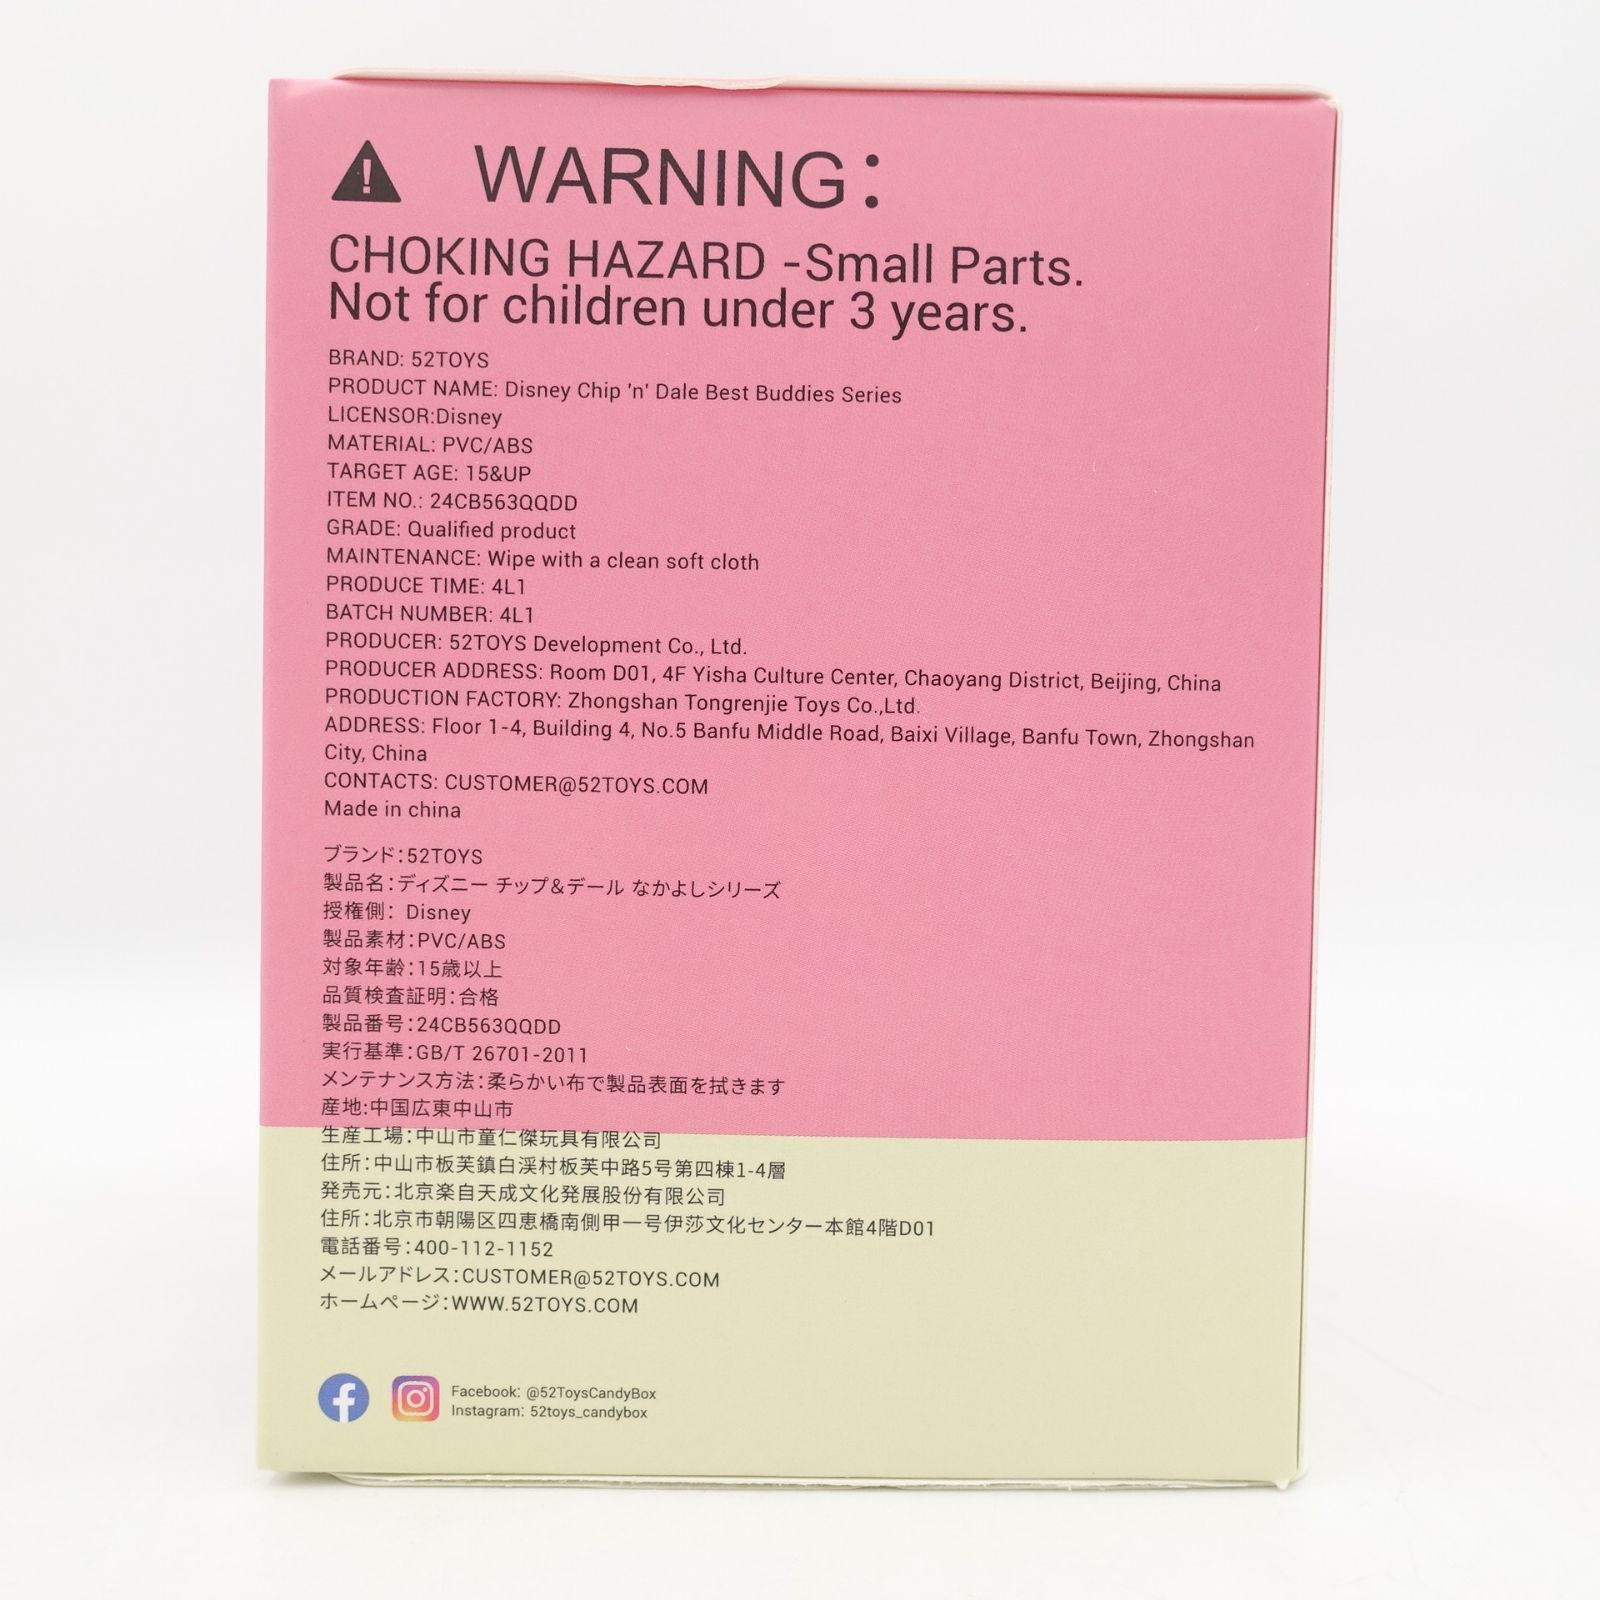 WARNING:
CHOKING HAZARD -Small Parts.
Not for children under 3 years.
BRAND: 52TOYS
PRODUCT NAME: Disney Chip 'n' Dale Best Buddies Series
LICENSOR:Disney
MATERIAL: PVC/ABS
TARGET AGE: 15&UP
ITEM NO.: 24CB563QQDD
GRADE: Qualified product
MAINTENANCE: Wipe with a clean soft cloth
PRODUCE TIME: 4L1
BATCH NUMBER: 4L1
PRODUCER: 52TOYS Development Co., Ltd.
PRODUCER ADDRESS: Room D01, 4F Yisha Culture Center, Chaoyang District, Beijing, China
PRODUCTION FACTORY: Zhongshan Tongrenjie Toys Co.,Ltd.
ADDRESS: Floor 1-4, Building 4, No.5 Banfu Middle Road, Baixi Village, Banfu Town, Zhongshan
City, China
CONTACTS: CUSTOMER@52TOYS.COM
Made in china
ブランド:52TOYS
製品名:ディズニー チップ&デール なかよしシリーズ
授権側: Disney
製品素材:PVC/ABS
対象年齢:15歳以上
品質検査証明:合格
製品番号:24CB563QQDD
実行基準:GB/T 26701-2011
メンテナンス方法:柔らかい布で製品表面を拭きます
産地:中国広東中山市
生産工場:中山市童仁傑玩具有限公司
住所:中山市板芙鎮白渓村板芙中路5号第四棟1-4層
発売元:北京楽自天成文化発展股份有限公司
住所:北京市朝陽区四恵橋南側甲一号伊莎文化センター本館4階D01
電話番号:400-112-1152
メールアドレス:CUSTOMER@52TOYS.COM
ホームページ:WWW.52TOYS.COM
Facebook: @52ToysCandyBox
Instagram: 52toys_candybox